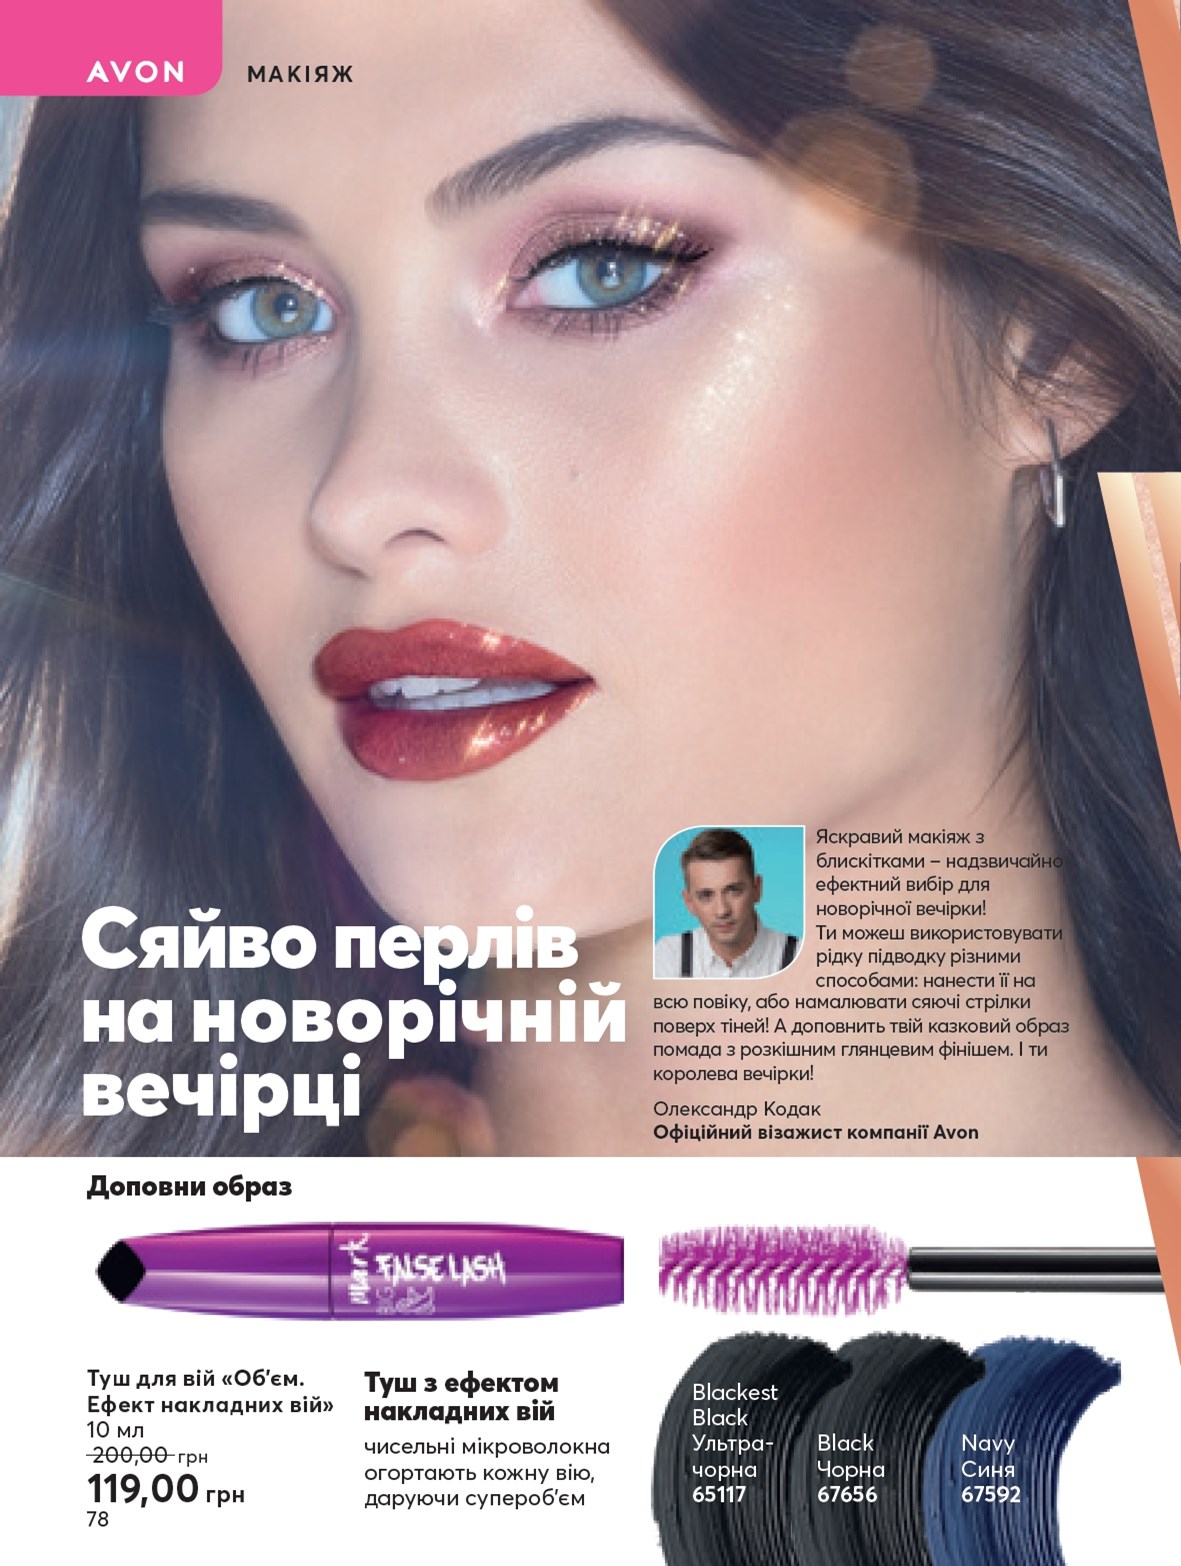 AVON
МАКІЯЖ
Яскравий макіяж з
блискітками – надзвичайно
ефектний вибір для
новорічної вечірки!
Ти можеш використовувати
рідку підводку різними
способами: нанести її на
всю повіку, або намалювати сяючі стрілки
поверх тіней! А доповнить твій казковий образ
помада з розкішним глянцевим фінішем. І ти
королева вечірки!
Олександр Кодак
Офіційний візажист компанії Avon
Сяйво перлів
на новорічній
вечірці
Доповни образ
mark.
BIG
FALSE LASH
Туш для вій «Об’єм.
Ефект накладних вій»
10 мл
200,00 грн
119,00 грн
78
Туш з ефектом
накладних вій
чисельні мікроволокна
огортають кожну вію,
даруючи супероб’єм
Blackest
Black
Ультра-
чорна
65117
Black
Чорна
67656
Navy
Синя
67592